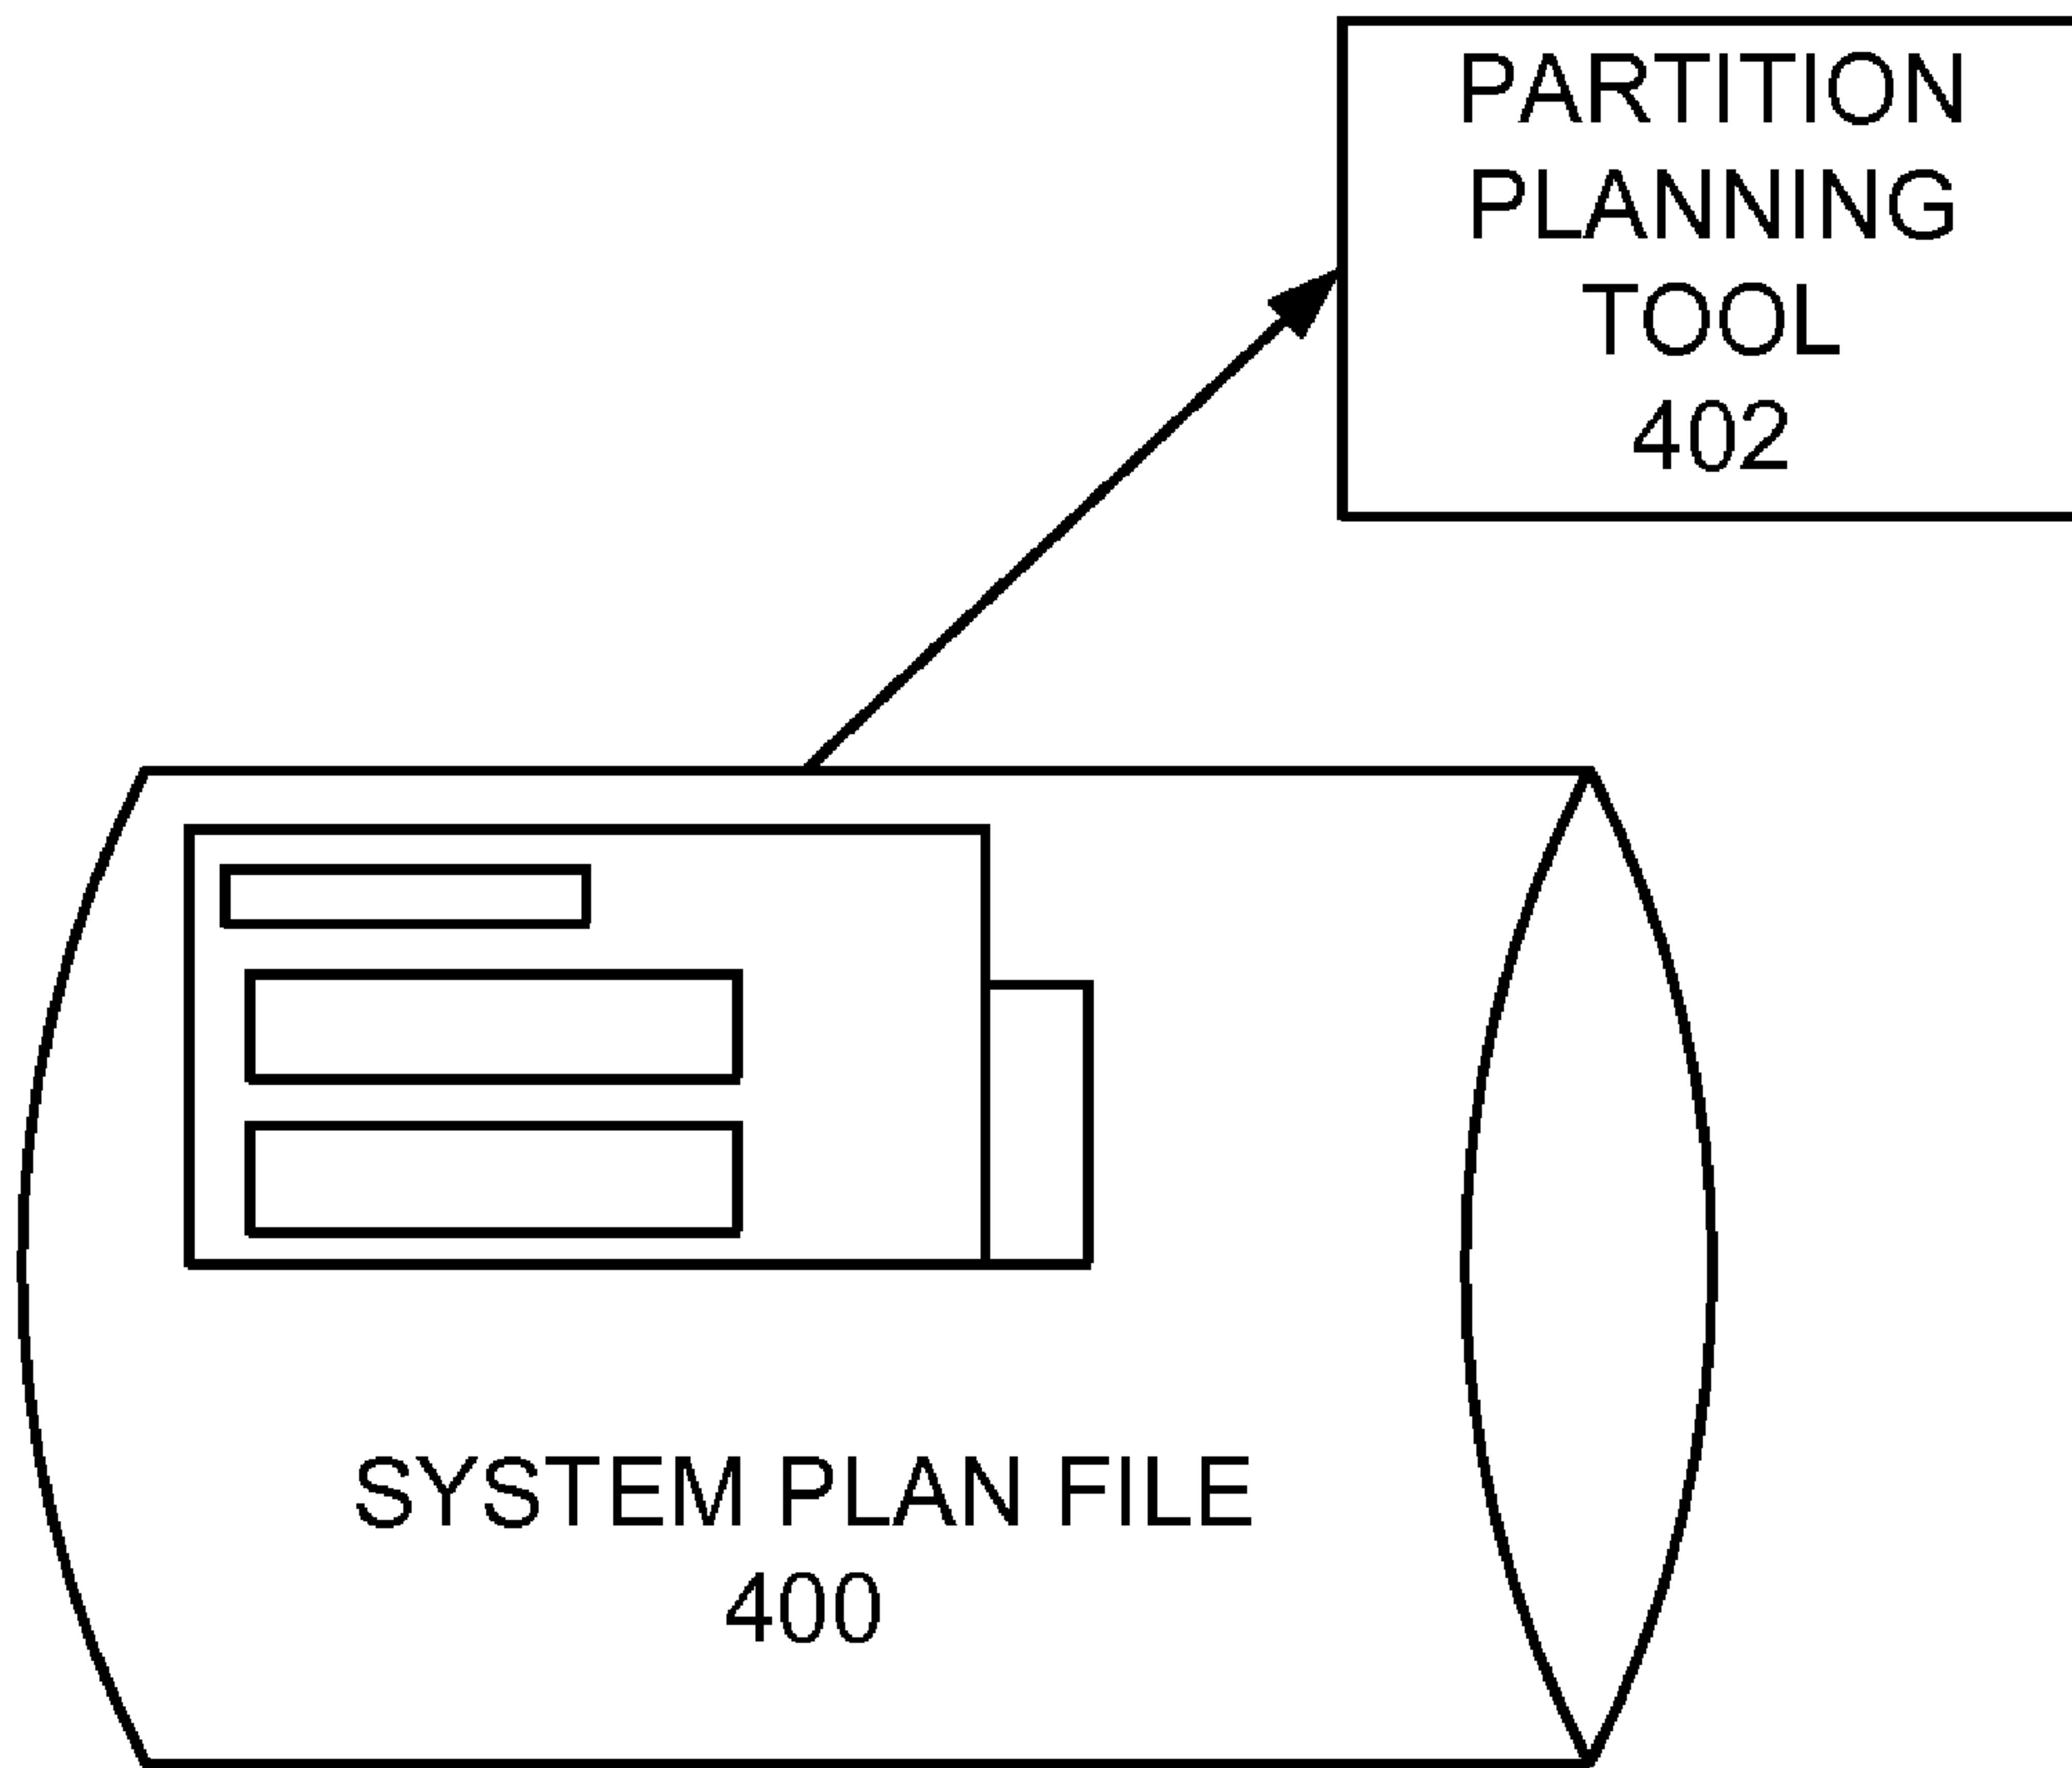 PARTITION
PLANNING
TOOL
402
SYSTEM PLAN FILE
400